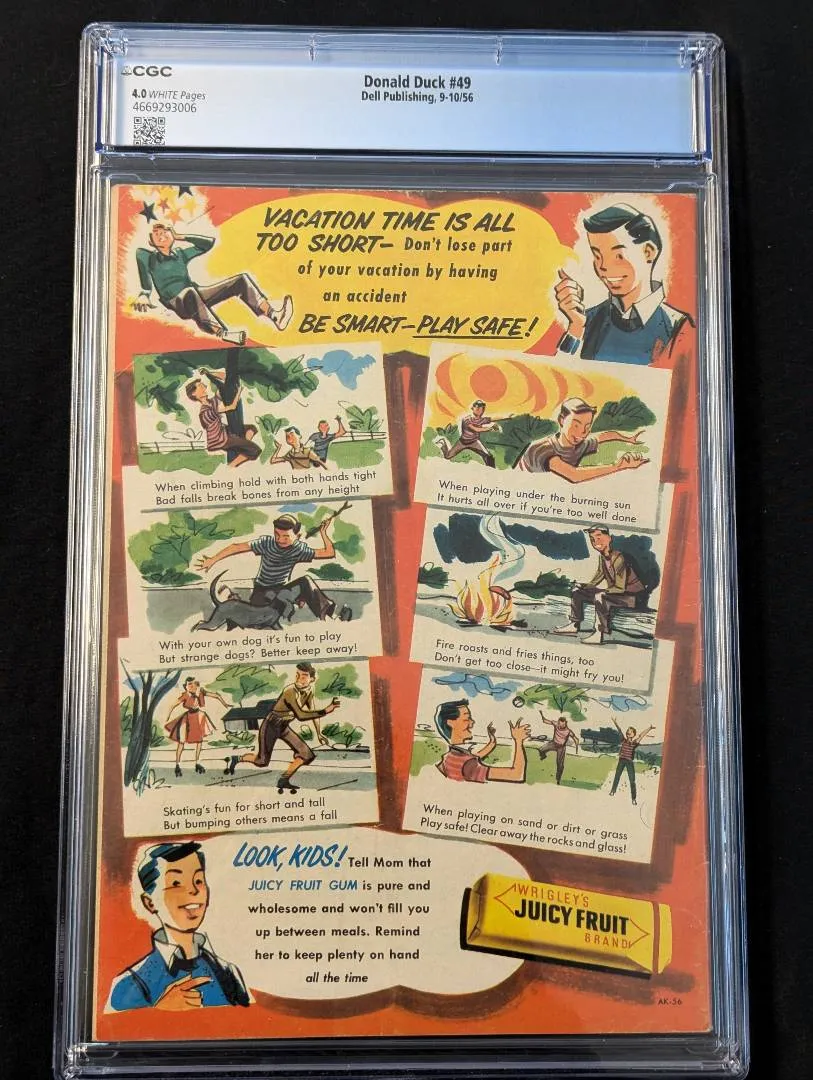 CGC
4.0 WHITE Pages
4669293006
Donald Duck #49
Dell Publishing, 9-10/56
VACATION TIME IS ALL
TOO SHORT— Don't lose part
of your vacation by having
an accident
BE SMART—PLAY SAFE!
When climbing hold with both hands tight
Bad falls break bones from any height
When playing under the burning sun
It hurts all over if you're too well done
With your own dog it's fun to play
But strange dogs? Better keep away!
Fire roasts and fries things, too
Don't get too close—it might fry you!
Skating's fun for short and tall
But bumping others means a fall
When playing on sand or dirt or grass
Play safe! Clear away the rocks and glass!
LOOK, KIDS! Tell Mom that
JUICY FRUIT GUM is pure and
wholesome and won't fill you
up between meals. Remind
her to keep plenty on hand
all the time
WRIGLEY'S
JUICY FRUIT
BRAND
AK-56